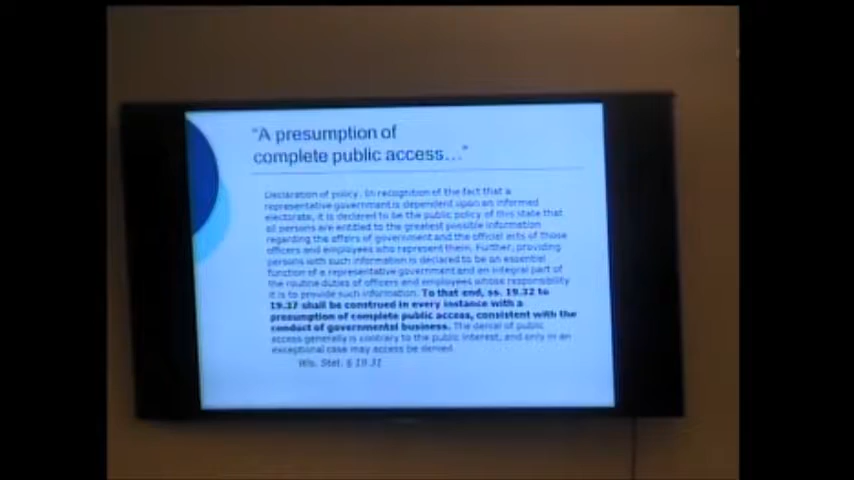 "A presumption of
complete public access..."
Declaration of policy. In recognition of the fact that a
representative government is dependent upon an informed
electorate, it is declared to be the public policy of this state that
all persons are entitled to the greatest possible information
regarding the affairs of government and the official acts of those
officers and employees who represent them. Further, providing
persons with such information is declared to be an essential
function of a representative government and an integral part of
the routine duties of officers and employees whose responsibility
it is to provide such information. To that end, ss. 19.32 to
19.37 shall be construed in every instance with a
presumption of complete public access, consistent with the
conduct of governmental business. The denial of public
access generally is contrary to the public interest, and only in an
exceptional case may access be denied.
Wis. Stat. § 19.31